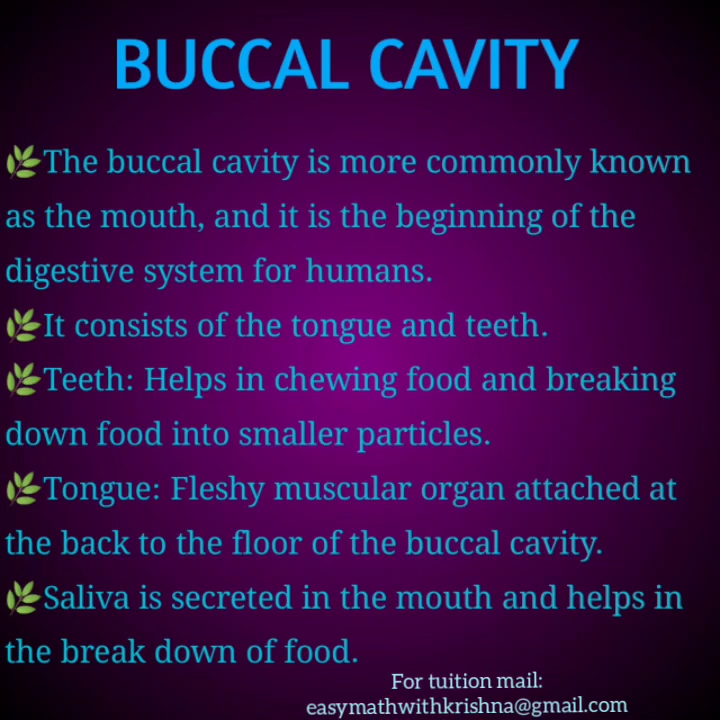 BUCCAL CAVITY
🌿The buccal cavity is more commonly known
as the mouth, and it is the beginning of the
digestive system for humans.
🌿It consists of the tongue and teeth.
🌿Teeth: Helps in chewing food and breaking
down food into smaller particles.
🌿Tongue: Fleshy muscular organ attached at
the back to the floor of the buccal cavity.
🌿Saliva is secreted in the mouth and helps in
the break down of food.
For tuition mail:
easymathwithkrishna@gmail.com